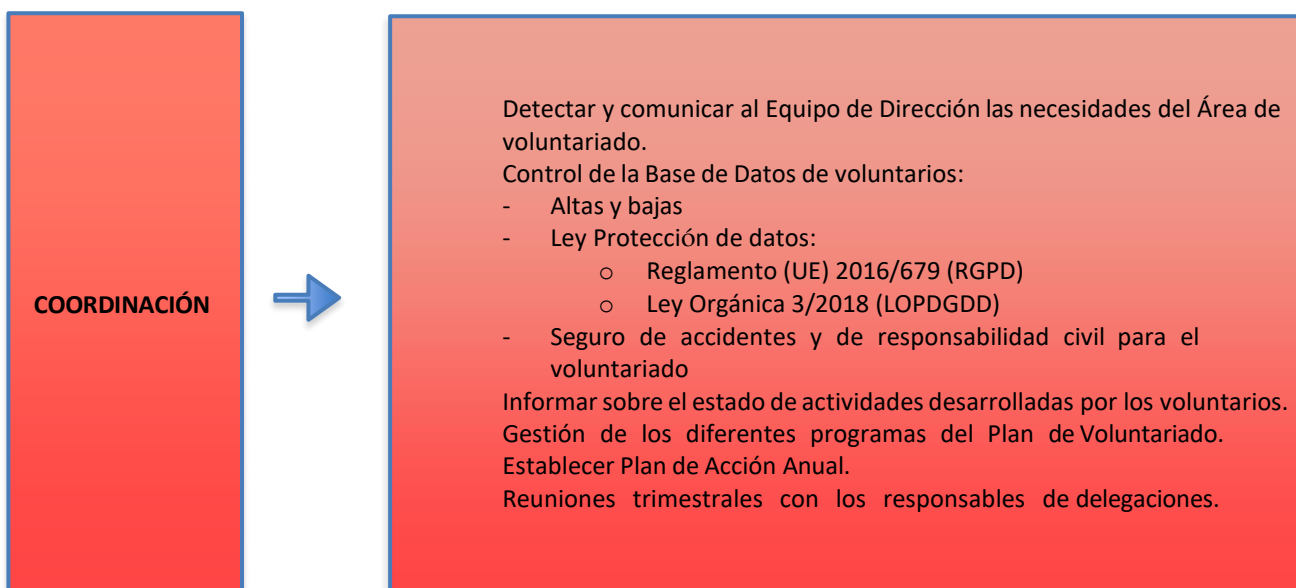 COORDINACIÓN
Detectar y comunicar al Equipo de Dirección las necesidades del Área de
voluntariado.
Control de la Base de Datos de voluntarios:
- Altas y bajas
- Ley Protección de datos:
o Reglamento (UE) 2016/679 (RGPD)
o Ley Orgánica 3/2018 (LOPDGDD)
- Seguro de accidentes y de responsabilidad civil para el
voluntariado
Informar sobre el estado de actividades desarrolladas por los voluntarios.
Gestión de los diferentes programas del Plan de Voluntariado.
Establecer Plan de Acción Anual.
Reuniones trimestrales con los responsables de delegaciones.